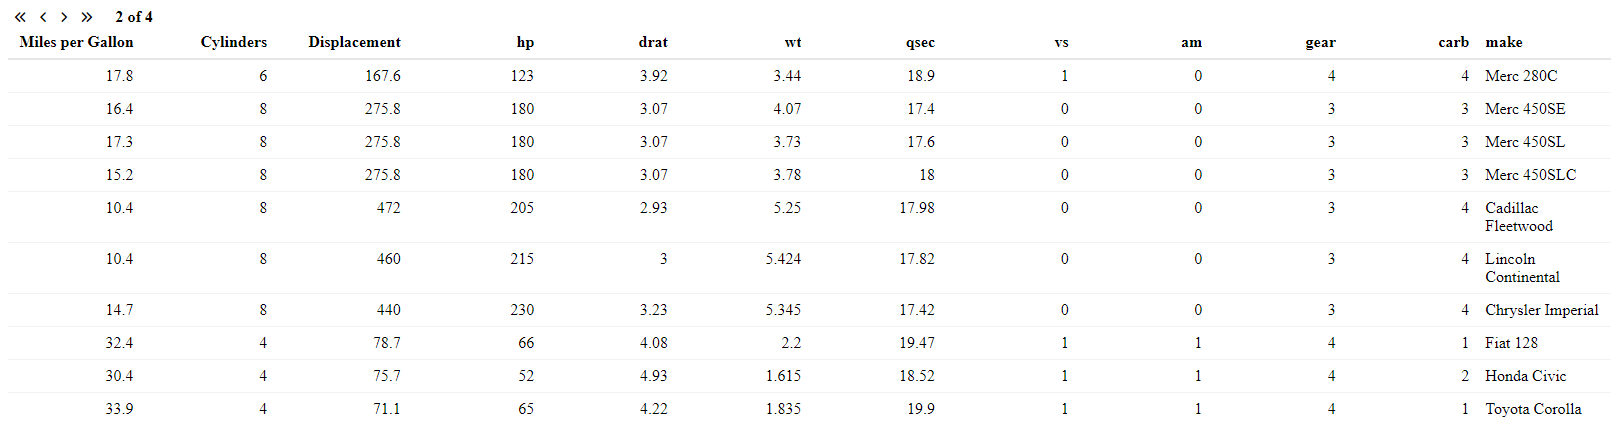 2 of 4
Miles per Gallon Cylinders Displacement hp drat wt qsec vs am gear carb make
17.8 6 167.6 123 3.92 3.44 18.9 1 0 4 4 Merc 280C
16.4 8 275.8 180 3.07 4.07 17.4 0 0 3 3 Merc 450SE
17.3 8 275.8 180 3.07 3.73 17.6 0 0 3 3 Merc 450SL
15.2 8 275.8 180 3.07 3.78 18 0 0 3 3 Merc 450SLC
10.4 8 472 205 2.93 5.25 17.98 0 0 3 4 Cadillac
Fleetwood
10.4 8 460 215 3 5.424 17.82 0 0 3 4 Lincoln
Continental
14.7 8 440 230 3.23 5.345 17.42 0 0 3 4 Chrysler Imperial
32.4 4 78.7 66 4.08 2.2 19.47 1 1 4 1 Fiat 128
30.4 4 75.7 52 4.93 1.615 18.52 1 1 4 2 Honda Civic
33.9 4 71.1 65 4.22 1.835 19.9 1 1 4 1 Toyota Corolla